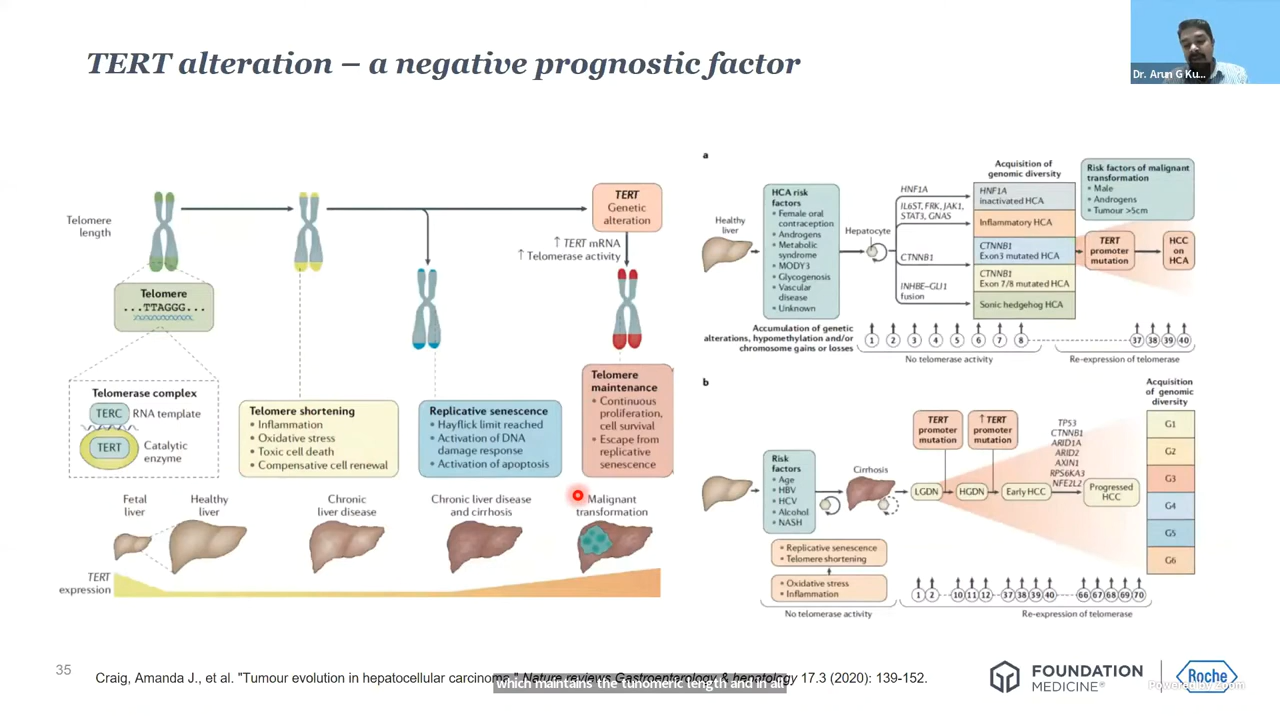 TERT alteration – a negative prognostic factor
Dr. Arun G Ku...
Telomere
length
TERT
Genetic
alteration
↑ TERT mRNA
↑ Telomerase activity
Telomere
...TTAGGG...
Telomerase complex
TERC RNA template
TERT Catalytic
enzyme
Telomere shortening
• Inflammation
• Oxidative stress
• Toxic cell death
• Compensative cell renewal
Replicative senescence
• Hayflick limit reached
• Activation of DNA
damage response
• Activation of apoptosis
Telomere
maintenance
• Continuous
proliferation,
cell survival
• Escape from
replicative
senescence
Fetal
liver
Healthy
liver
Chronic
liver disease
Chronic liver disease
and cirrhosis
Malignant
transformation
TERT
expression
a
Healthy
liver
HCA risk
factors
• Female oral
contraception
• Androgens
• Metabolic
syndrome
• MODY3
• Glycogenosis
• Vascular
disease
• Unknown
Hepatocyte
HNF1A
IL6ST, FRK, JAK1,
STAT3, GNAS
CTNNB1
INHBE–GLI1
fusion
Acquisition of
genomic diversity
HNF1A
inactivated HCA
Inflammatory HCA
CTNNB1
Exon3 mutated HCA
CTNNB1
Exon 7/8 mutated HCA
Sonic hedgehog HCA
Risk factors of malignant
transformation
• Male
• Androgens
• Tumour >5cm
TERT
promoter
mutation
HCC
on
HCA
Accumulation of genetic
alterations, hypomethylation and/or
chromosome gains or losses
1 2 3 4 5 6 7 8 37 38 39 40
No telomerase activity
Re-expression of telomerase
b
Risk
factors
• Age
• HBV
• HCV
• Alcohol
• NASH
Cirrhosis
TERT
promoter
mutation
↑ TERT
promoter
mutation
LGDN
HGDN
Early HCC
TP53
CTNNB1
ARID1A
ARID2
AXIN1
RPS6KA3
NFE2L2
Progressed
HCC
Acquisition
of genomic
diversity
G1
G2
G3
G4
G5
G6
• Replicative senescence
• Telomere shortening
• Oxidative stress
• Inflammation
1 2 10 11 12 37 38 39 40 66 67 68 69 70
No telomerase activity
Re-expression of telomerase
35
Craig, Amanda J., et al. "Tumour evolution in hepatocellular carcinoma." Nature reviews Gastroenterology & hepatology 17.3 (2020): 139-152.
which maintains the tunomeric length and in all
FOUNDATION
MEDICINE®
Roche
Powered by Zoom